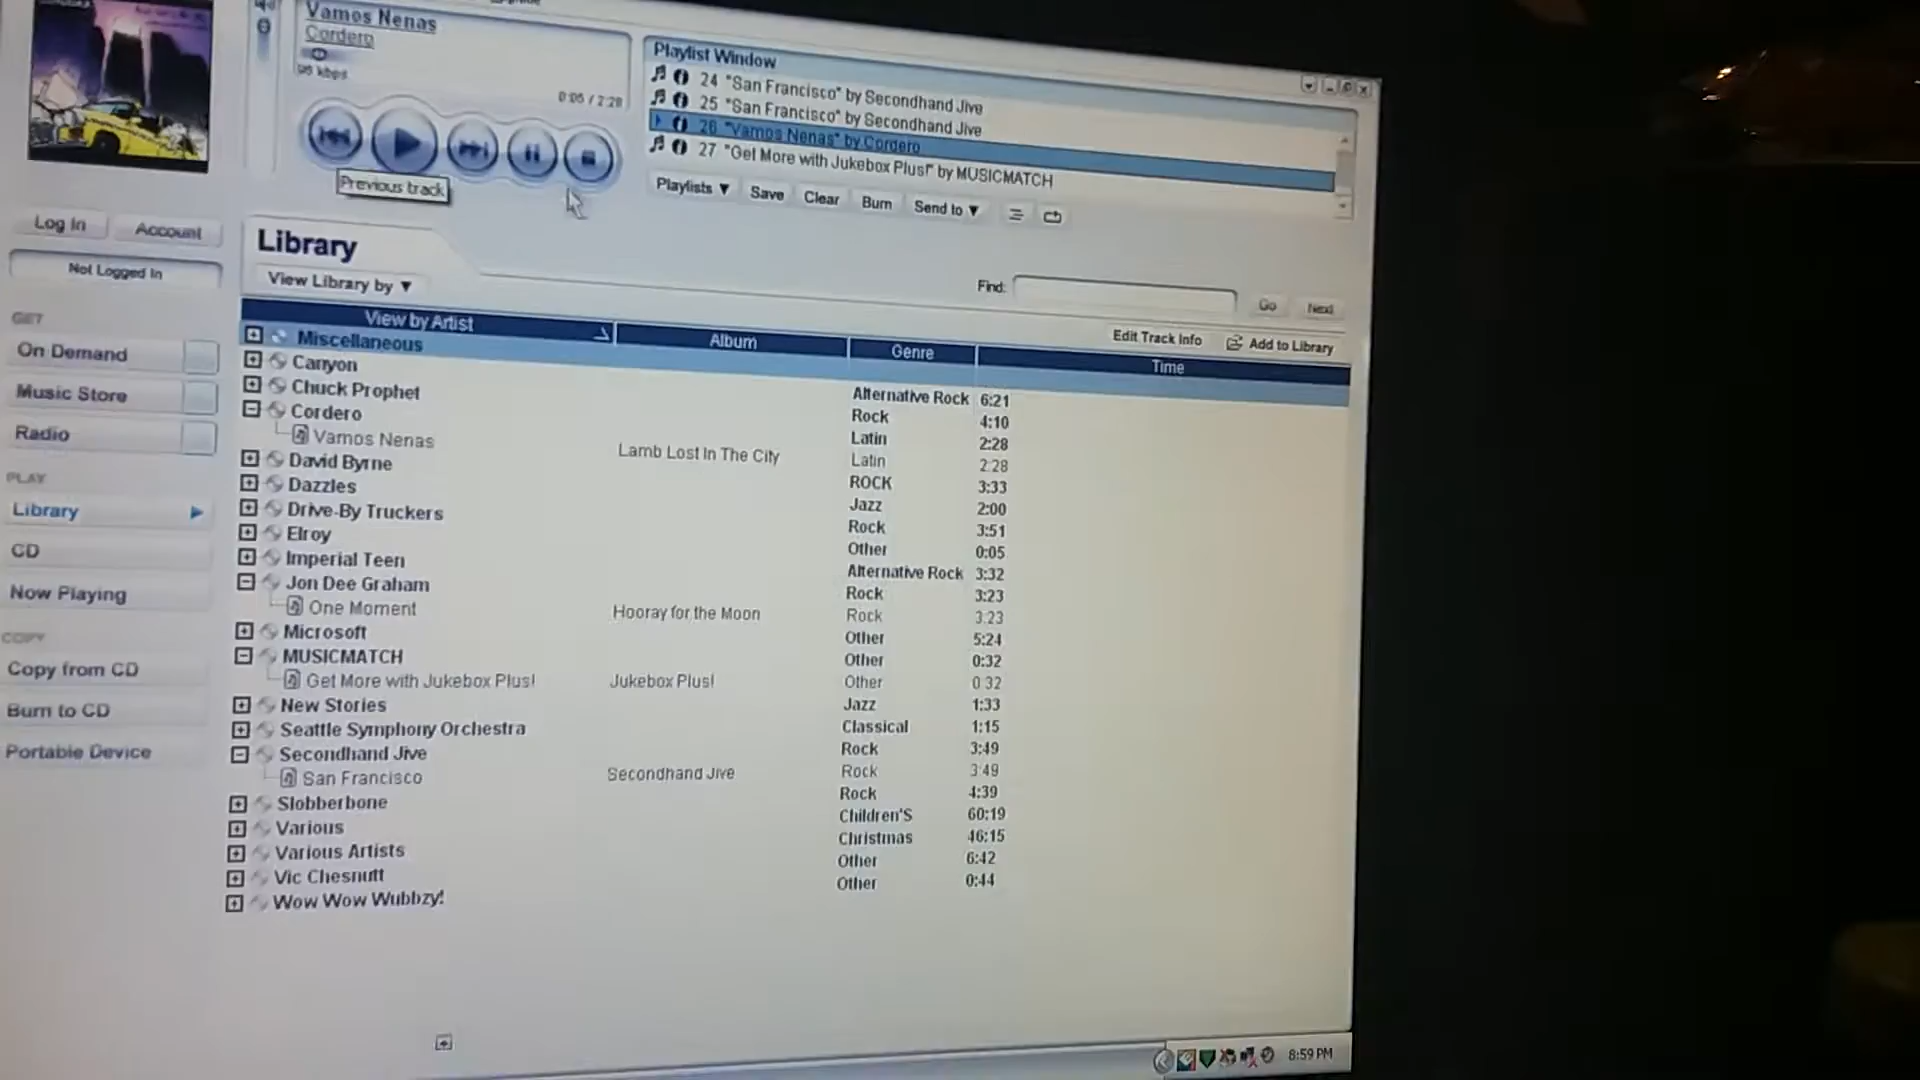 Vamos Nenas
Cordero
kbps
0:05 / 2:28
Previous track
Playlist Window
24 "San Francisco" by Secondhand Jive
25 "San Francisco" by Secondhand Jive
26 "Vamos Nenas" by Cordero
27 "Get More with Jukebox Plus!" by MUSICMATCH
Playlists Save Clear Burn Send to
Log In Account
Not Logged In
GET
On Demand
Music Store
Radio
PLAY
Library
CD
Now Playing
COPY
Copy from CD
Burn to CD
Portable Device
Library
View Library by
Find: Go Next
Edit Track Info Add to Library
View by Artist Album Genre Time
Miscellaneous
Canyon Alternative Rock 6:21
Chuck Prophet Rock 4:10
Cordero Latin 2:28
Vamos Nenas Lamb Lost In The City Latin 2:28
David Byrne ROCK 3:33
Dazzles Jazz 2:00
Drive-By Truckers Rock 3:51
Elroy Other 0:05
Imperial Teen Alternative Rock 3:32
Jon Dee Graham Rock 3:23
One Moment Hooray for the Moon Rock 3:23
Microsoft Other 5:24
MUSICMATCH Other 0:32
Get More with Jukebox Plus! Jukebox Plus! Other 0:32
New Stories Jazz 1:33
Seattle Symphony Orchestra Classical 1:15
Secondhand Jive Rock 3:49
San Francisco Secondhand Jive Rock 3:49
Slobberbone Rock 4:39
Various Children'S 60:19
Various Artists Christmas 46:15
Vic Chesnutt Other 6:42
Wow Wow Wubbzy! Other 0:44
8:59 PM